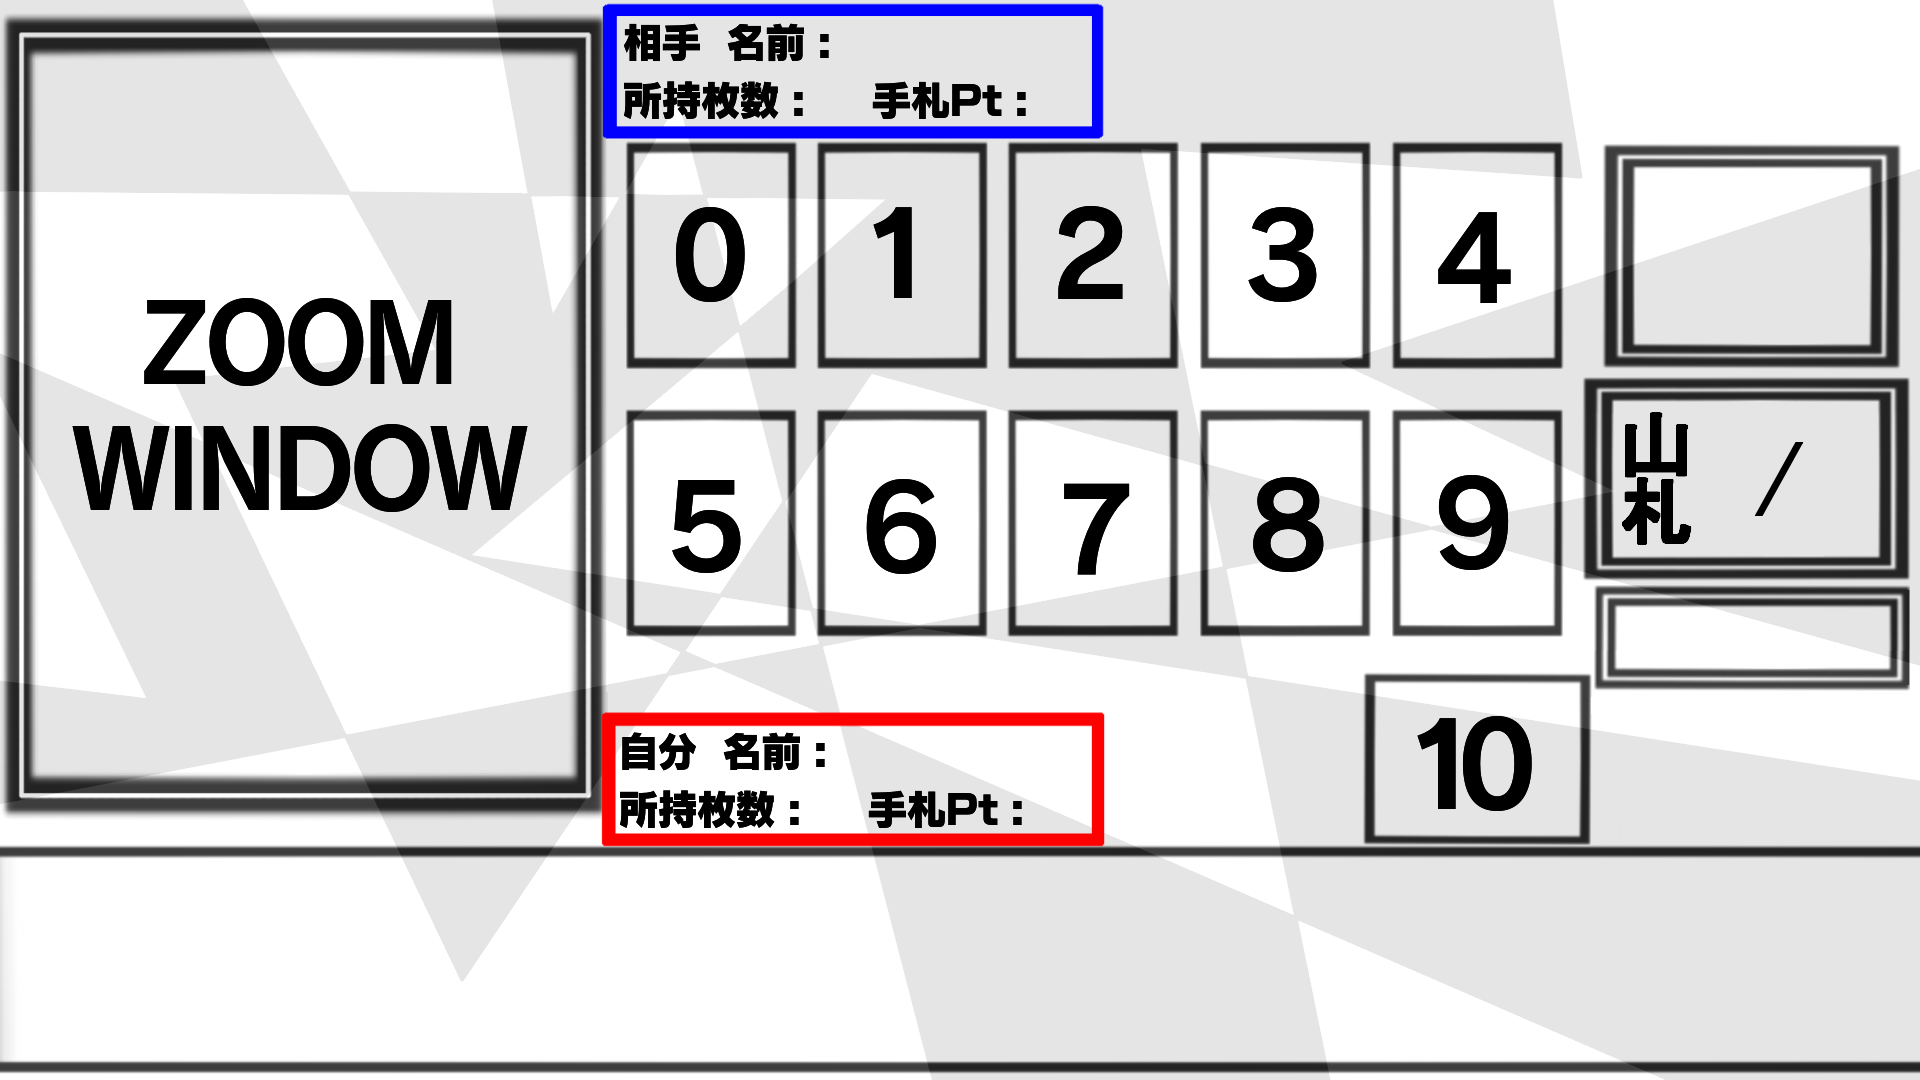 相手 名前：
所持枚数： 手札Pt：
ZOOM
WINDOW
0 1 2 3 4
5 6 7 8 9
山札 /
10
自分 名前：
所持枚数： 手札Pt：